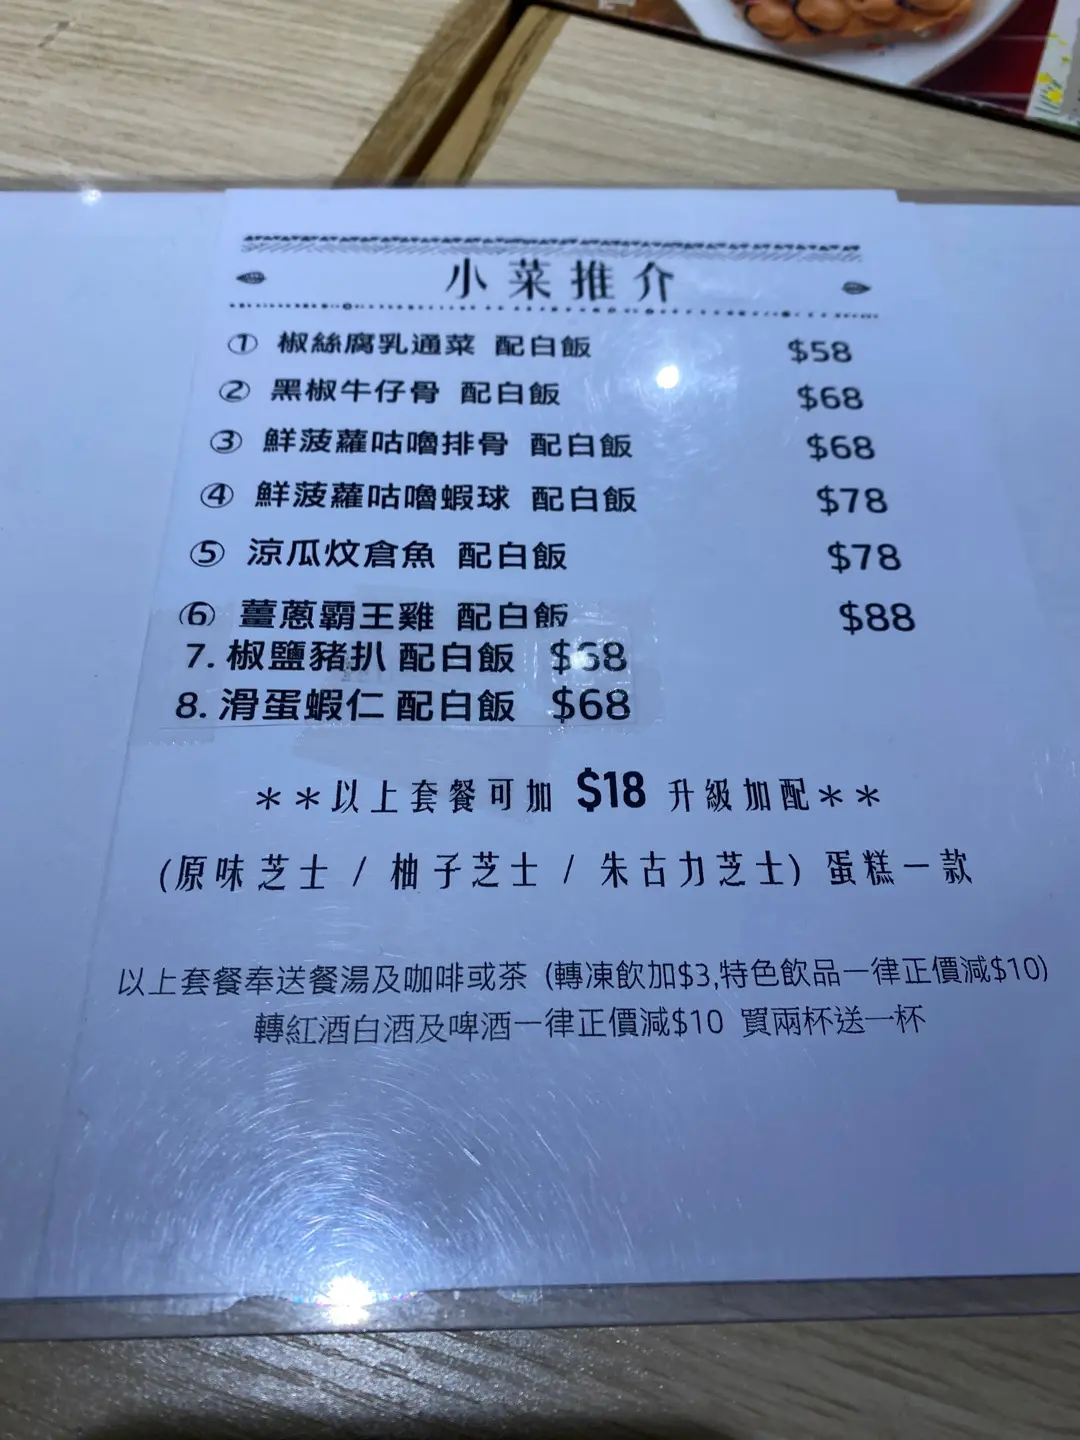 小菜推介
① 椒絲腐乳通菜 配白飯 $58
② 黑椒牛仔骨 配白飯 $68
③ 鮮菠蘿咕嚕排骨 配白飯 $68
④ 鮮菠蘿咕嚕蝦球 配白飯 $78
⑤ 涼瓜炆倉魚 配白飯 $78
⑥ 薑蔥霸王雞 配白飯 $88
7. 椒鹽豬扒 配白飯 $68
8. 滑蛋蝦仁 配白飯 $68
＊＊以上套餐可加 $18 升級加配＊＊
(原味芝士 / 柚子芝士 / 朱古力芝士) 蛋糕一款
以上套餐奉送餐湯及咖啡或茶 (轉凍飲加$3,特色飲品一律正價減$10)
轉紅酒白酒及啤酒一律正價減$10 買兩杯送一杯